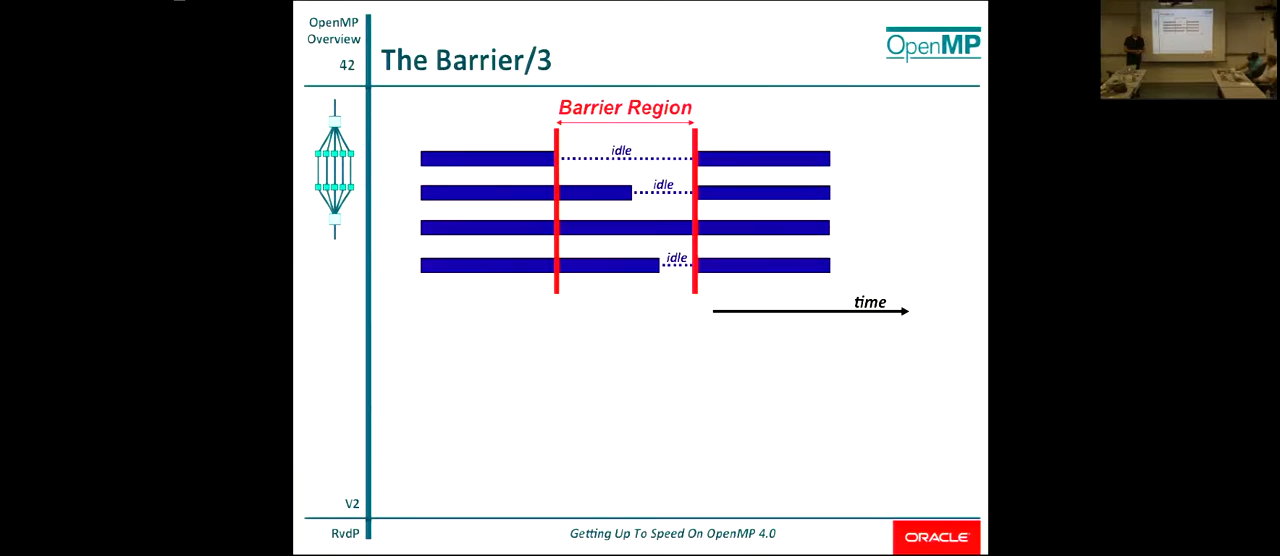 OpenMP
Overview
42
The Barrier/3
OpenMP
Barrier Region
idle
idle
idle
time
V2
RvdP
Getting Up To Speed On OpenMP 4.0
ORACLE